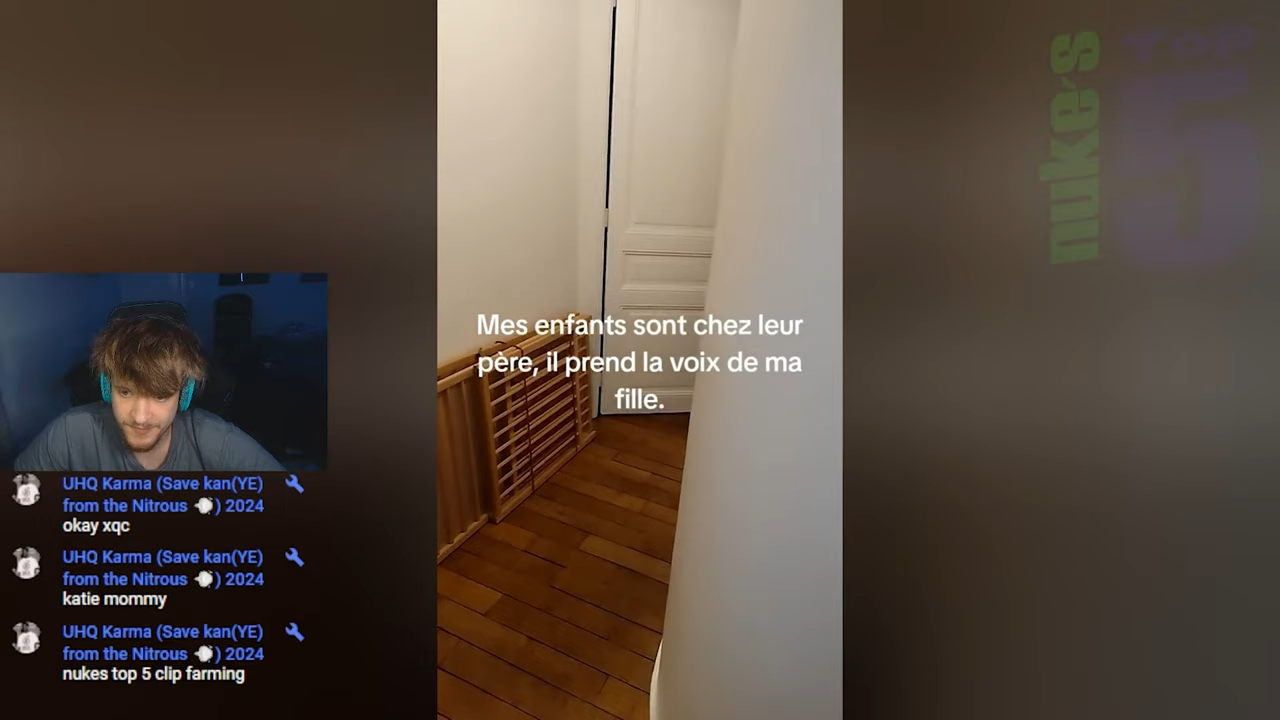 Mes enfants sont chez leur
père, il prend la voix de ma
fille.
nuke's
TOP
5
UHQ Karma (Save kan(YE)
from the Nitrous ) 2024
okay xqc
UHQ Karma (Save kan(YE)
from the Nitrous ) 2024
katie mommy
UHQ Karma (Save kan(YE)
from the Nitrous ) 2024
nukes top 5 clip farming